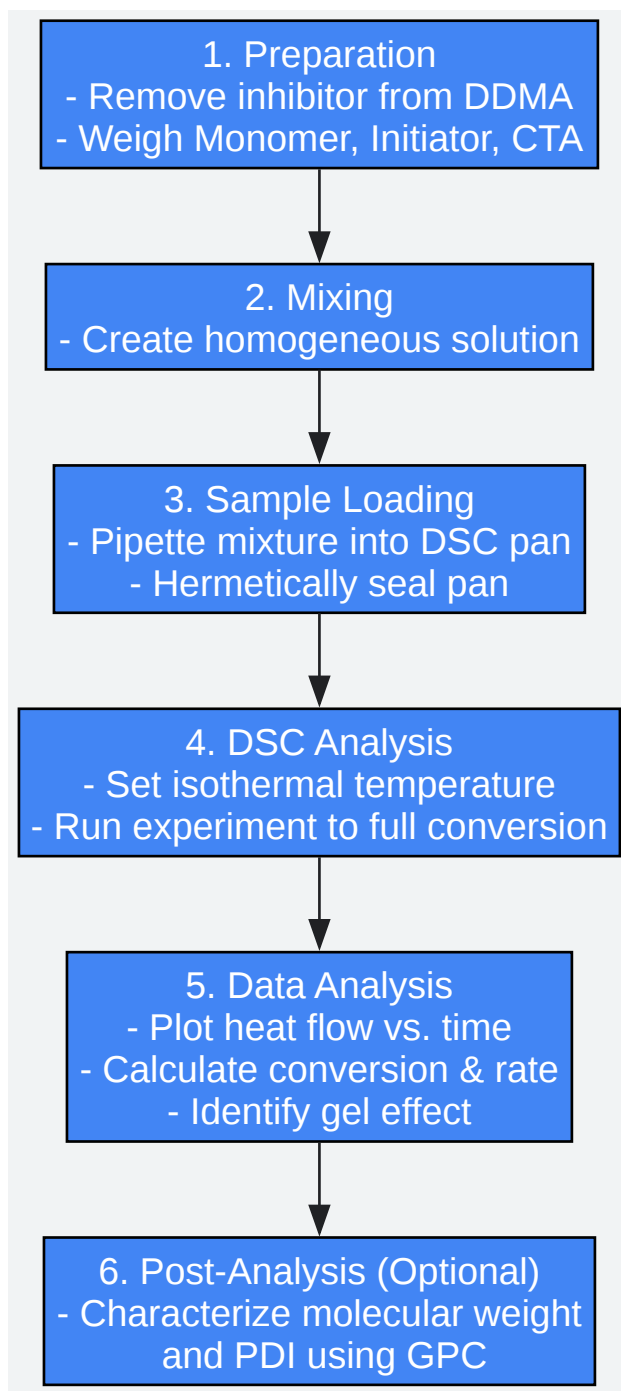 1. Preparation
- Remove inhibitor from DDMA
- Weigh Monomer, Initiator, CTA
2. Mixing
- Create homogeneous solution
3. Sample Loading
- Pipette mixture into DSC pan
- Hermetically seal pan
4. DSC Analysis
- Set isothermal temperature
- Run experiment to full conversion
5. Data Analysis
- Plot heat flow vs. time
- Calculate conversion & rate
- Identify gel effect
6. Post-Analysis (Optional)
- Characterize molecular weight
and PDI using GPC